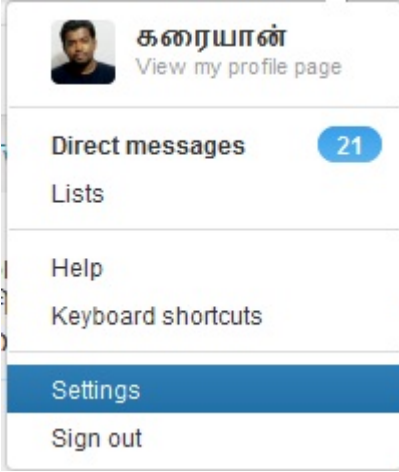 கரையான்
View my profile page
Direct messages 21
Lists
Help
Keyboard shortcuts
Settings
Sign out